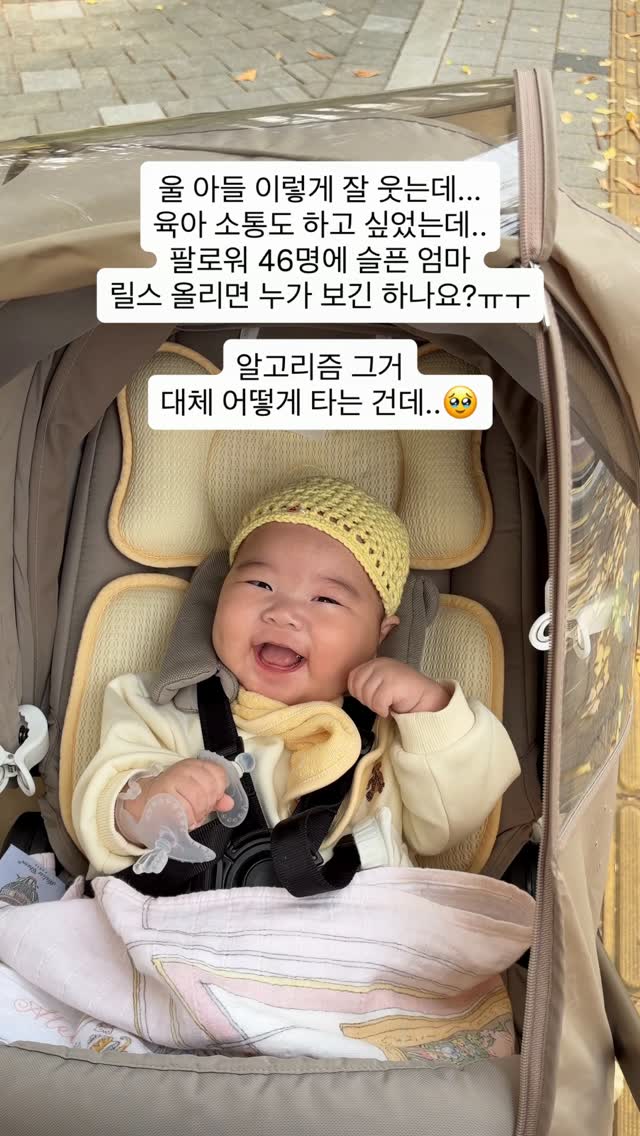 울 아들 이렇게 잘 웃는데...
육아 소통도 하고 싶었는데..
팔로워 46명에 슬픈 엄마
릴스 올리면 누가 보긴 하나요?ㅠㅜ
알고리즘 그거
대체 어떻게 타는 건데..🥹